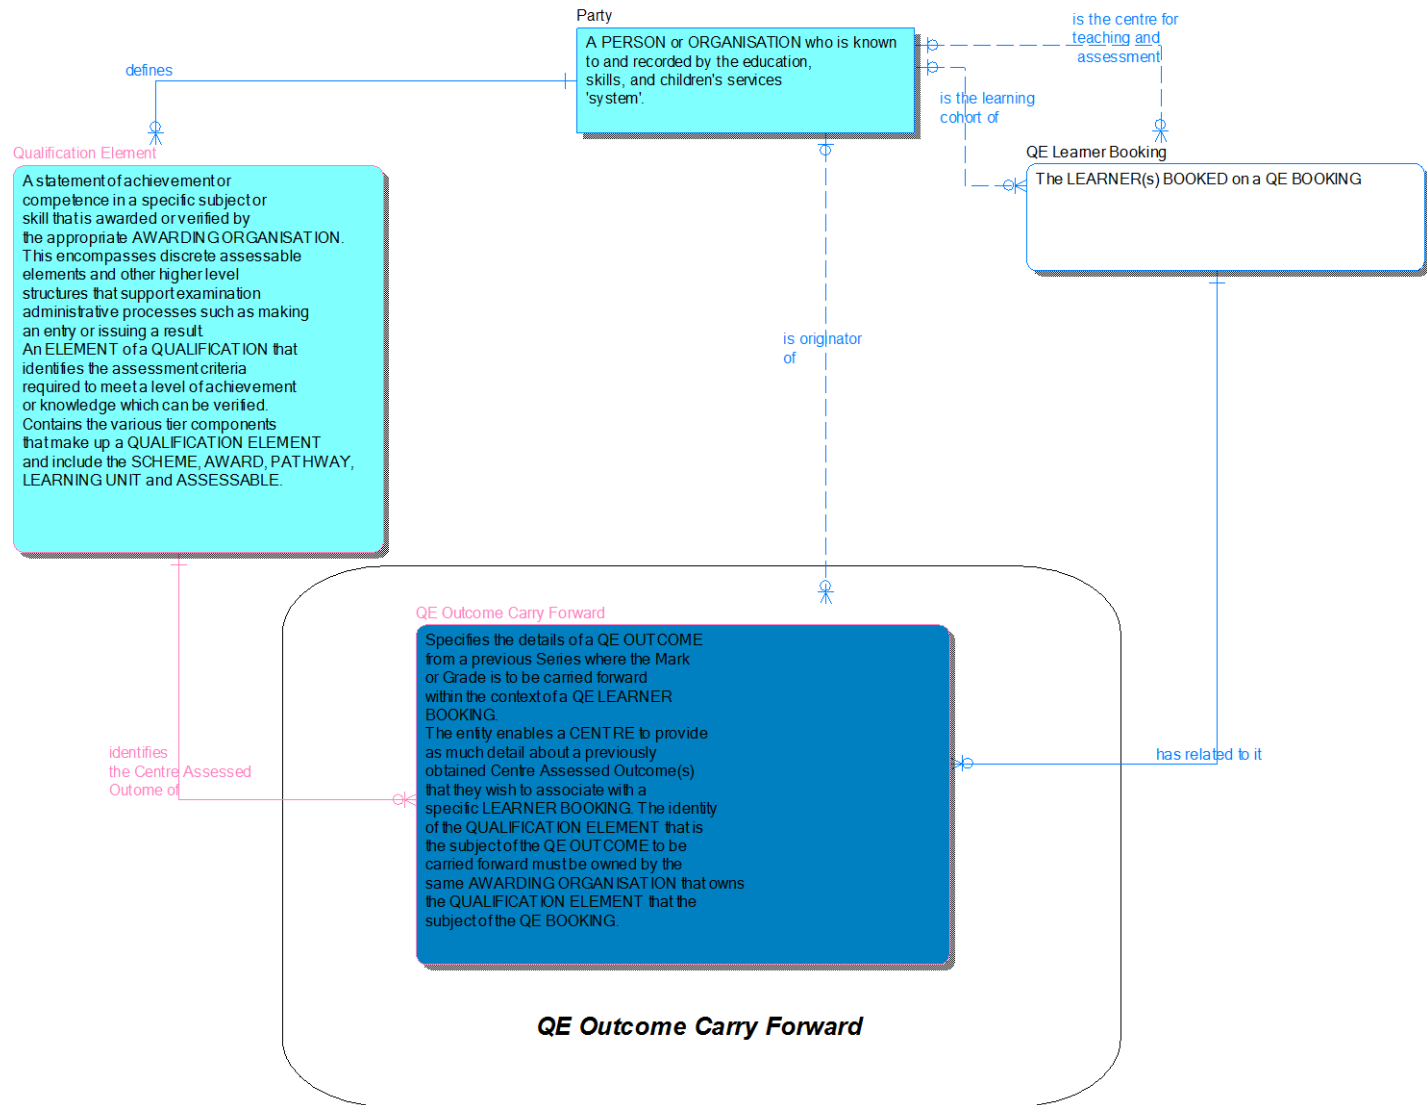 Party
A PERSON or ORGANISATION who is known
to and recorded by the education,
skills, and children's services
'system'.
is the centre for
teaching and
assessment
defines
is the learning
cohort of
Qualification Element
A statement of achievement or
competence in a specific subject or
skill that is awarded or verified by
the appropriate AWARDING ORGANISATION.
This encompasses discrete assessable
elements and other higher level
structures that support examination
administrative processes such as making
an entry or issuing a result.
An ELEMENT of a QUALIFICATION that
identifies the assessment criteria
required to meet a level of achievement
or knowledge which can be verified.
Contains the various tier components
that make up a QUALIFICATION ELEMENT
and include the SCHEME, AWARD, PATHWAY,
LEARNING UNIT and ASSESSABLE.
QE Learner Booking
The LEARNER(s) BOOKED on a QE BOOKING
is originator
of
QE Outcome Carry Forward
Specifies the details of a QE OUTCOME
from a previous Series where the Mark
or Grade is to be carried forward
within the context of a QE LEARNER
BOOKING.
The entity enables a CENTRE to provide
as much detail about a previously
obtained Centre Assessed Outcome(s)
that they wish to associate with a
specific LEARNER BOOKING. The identity
of the QUALIFICATION ELEMENT that is
the subject of the QE OUTCOME to be
carried forward must be owned by the
same AWARDING ORGANISATION that owns
the QUALIFICATION ELEMENT that the
subject of the QE BOOKING.
identifies
the Centre Assessed
Outome of
has related to it
QE Outcome Carry Forward